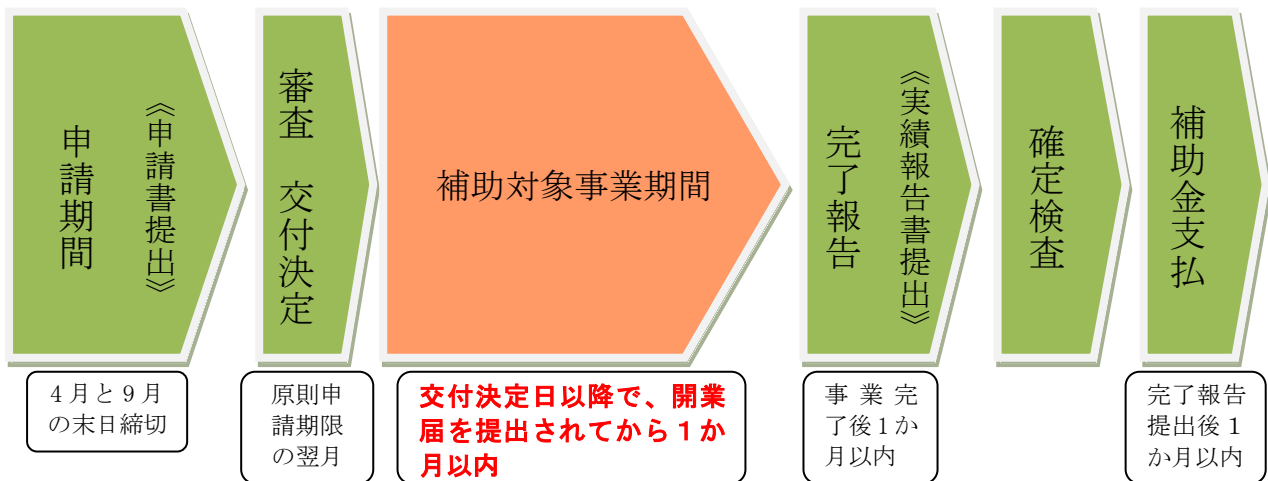 申請期間
《申請書提出》
審査　交付決定
補助対象事業期間
完了報告
《実績報告書提出》
確定検査
補助金支払
4月と9月
の末日締切
原則申
請期限
の翌月
交付決定日以降で、開業
届を提出されてから１か
月以内
事業完
了後1か
月以内
完了報告
提出後1
か月以内